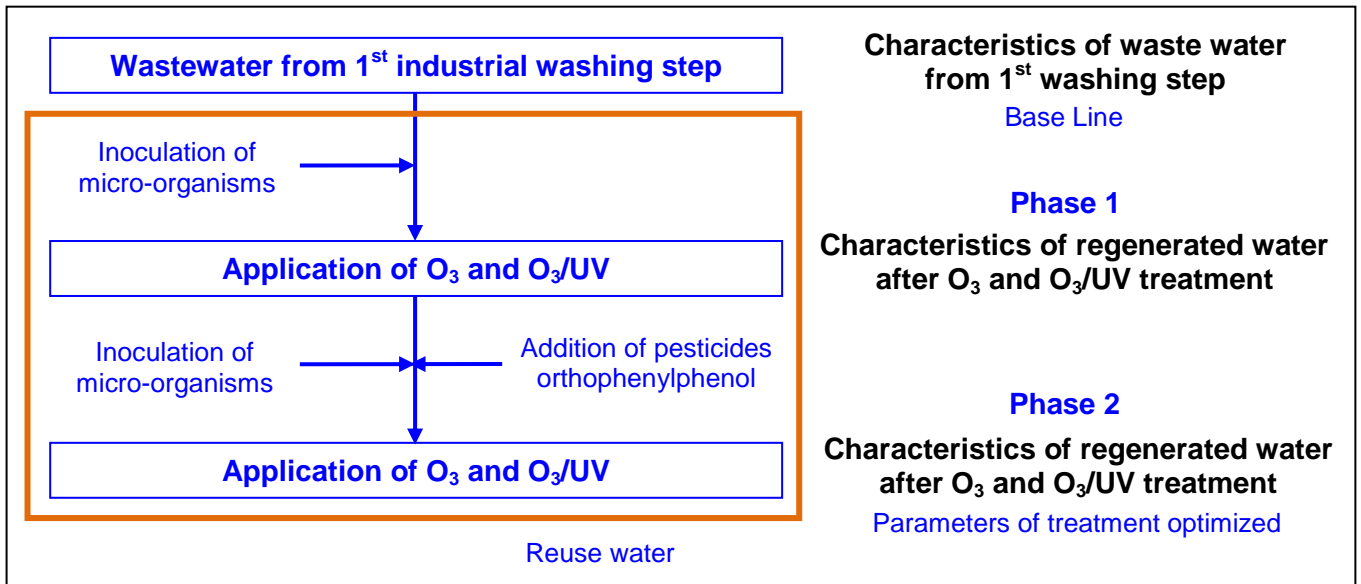 Wastewater from 1st industrial washing step
Characteristics of waste water
from 1st washing step
Base Line
Inoculation of
micro-organisms
Phase 1
Application of O3 and O3/UV
Characteristics of regenerated water
after O3 and O3/UV treatment
Inoculation of
micro-organisms
Addition of pesticides
orthophenylphenol
Phase 2
Application of O3 and O3/UV
Characteristics of regenerated water
after O3 and O3/UV treatment
Parameters of treatment optimized
Reuse water